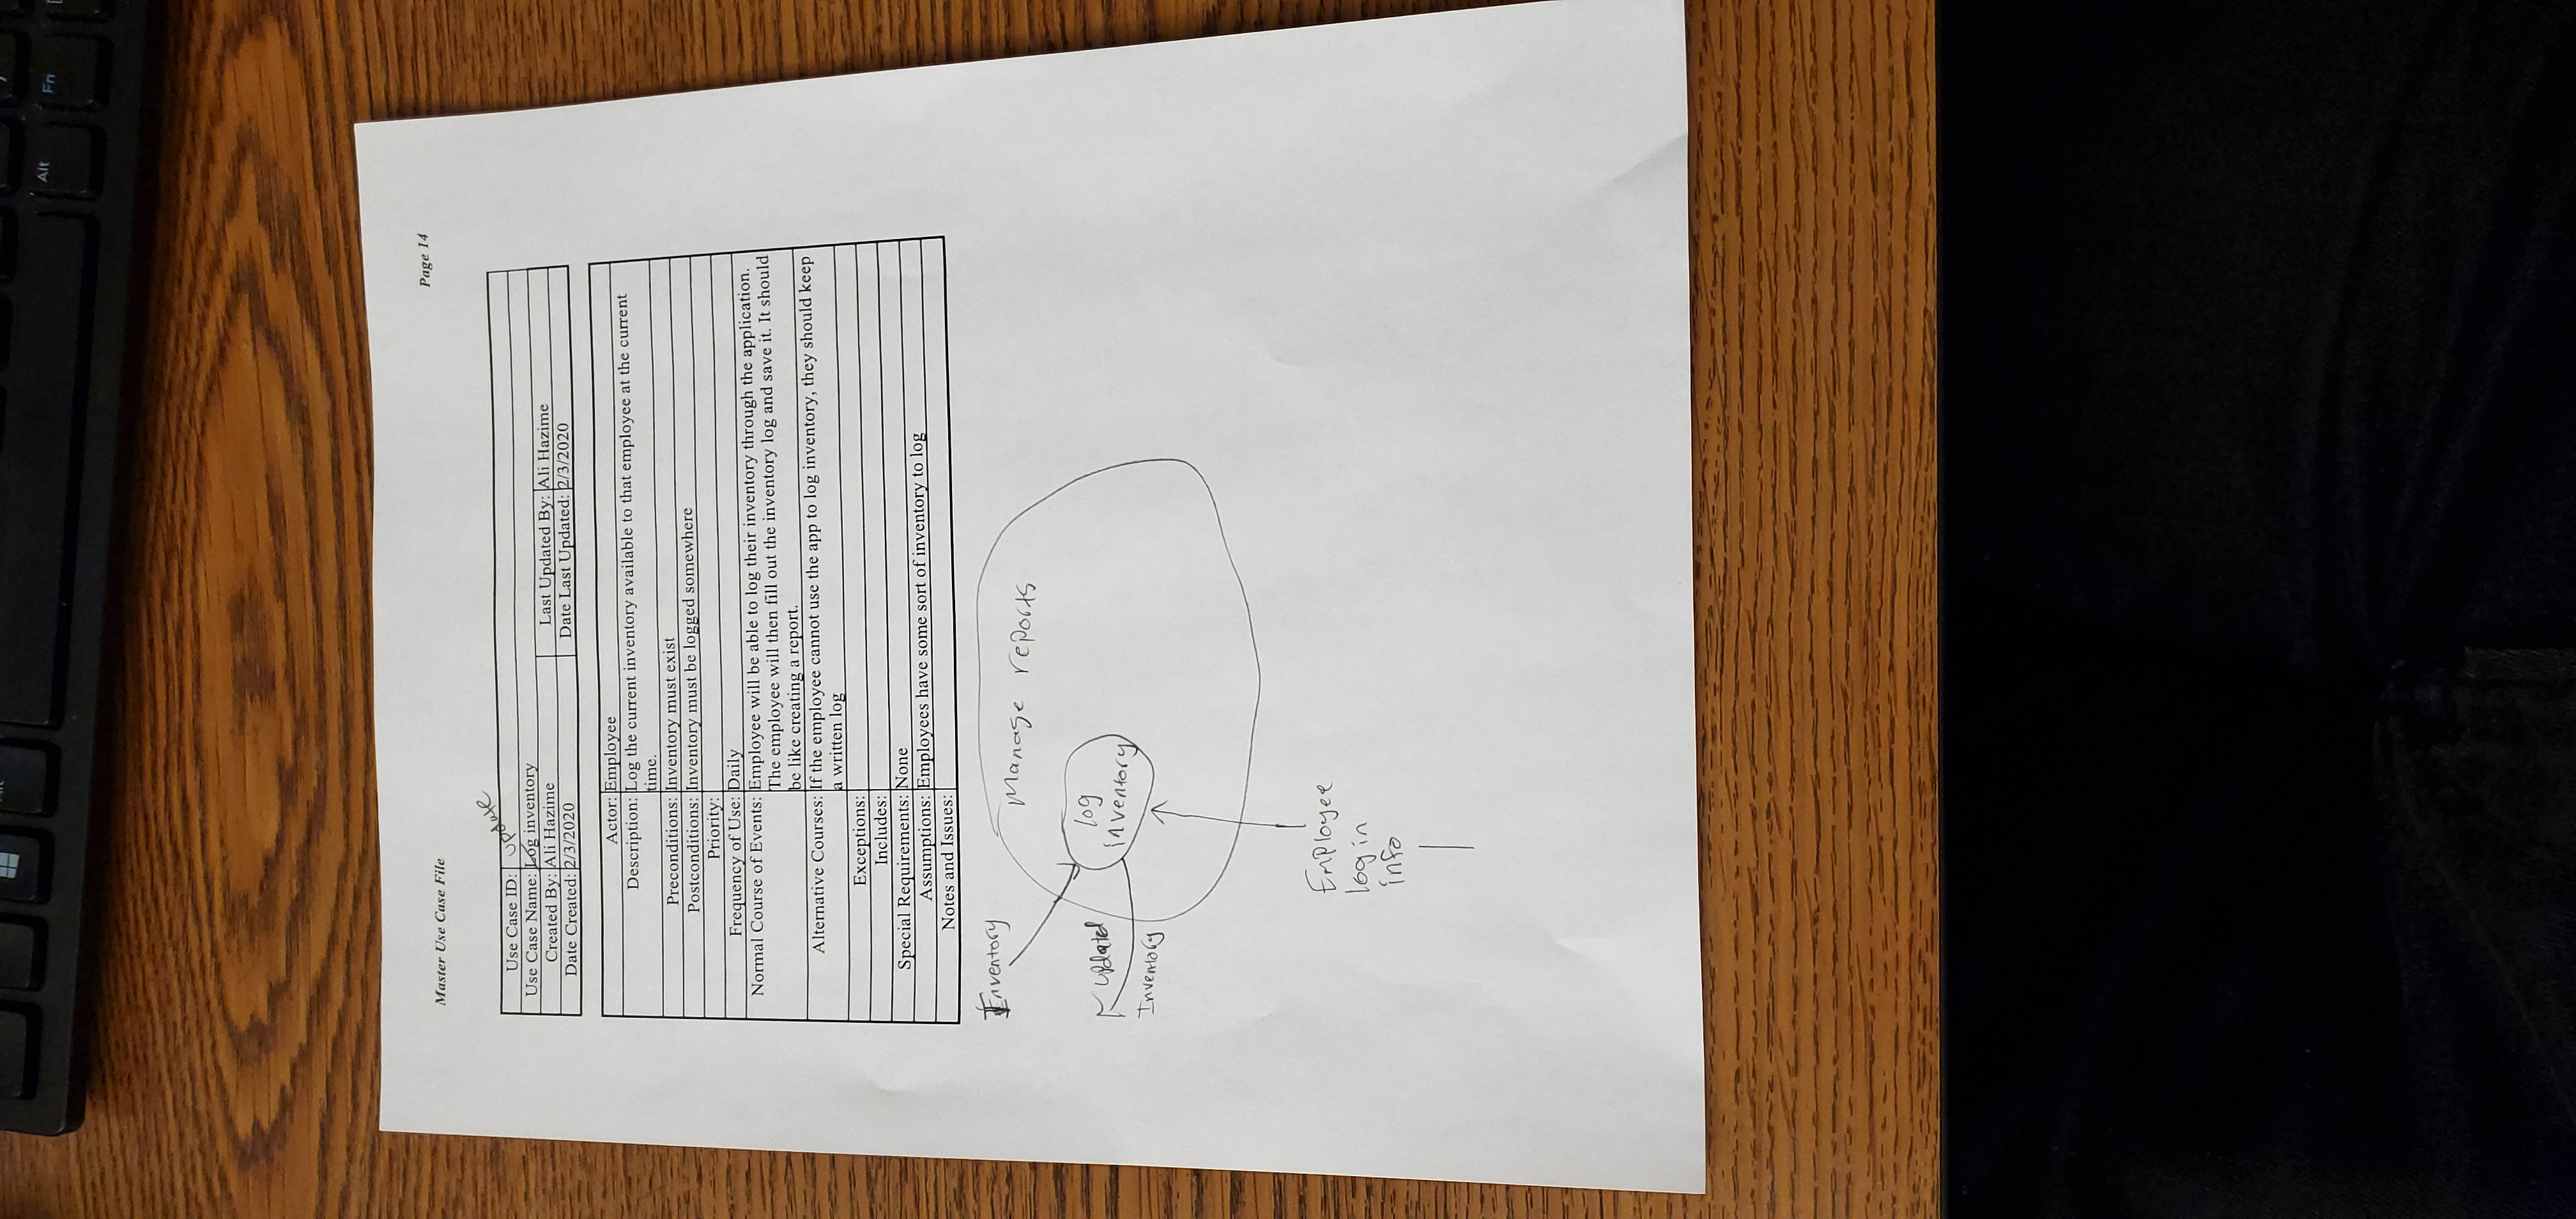 Alt
Fn
Master Use Case File
Page 14
update
Use Case ID:
Use Case Name: Log inventory
Created By: Ali Hazime Last Updated By: Ali Hazime
Date Created: 2/3/2020 Date Last Updated: 2/3/2020
Actor: Employee
Description: Log the current inventory available to that employee at the current
time.
Preconditions: Inventory must exist
Postconditions: Inventory must be logged somewhere
Priority:
Frequency of Use: Daily
Normal Course of Events: Employee will be able to log their inventory through the application.
The employee will then fill out the inventory log and save it. It should
be like creating a report.
Alternative Courses: If the employee cannot use the app to log inventory, they should keep
a written log
Exceptions:
Includes:
Special Requirements: None
Assumptions: Employees have some sort of inventory to log
Notes and Issues:
Inventory
Manage reports
log
inventory
updated
Inventory
Employee
log in
info